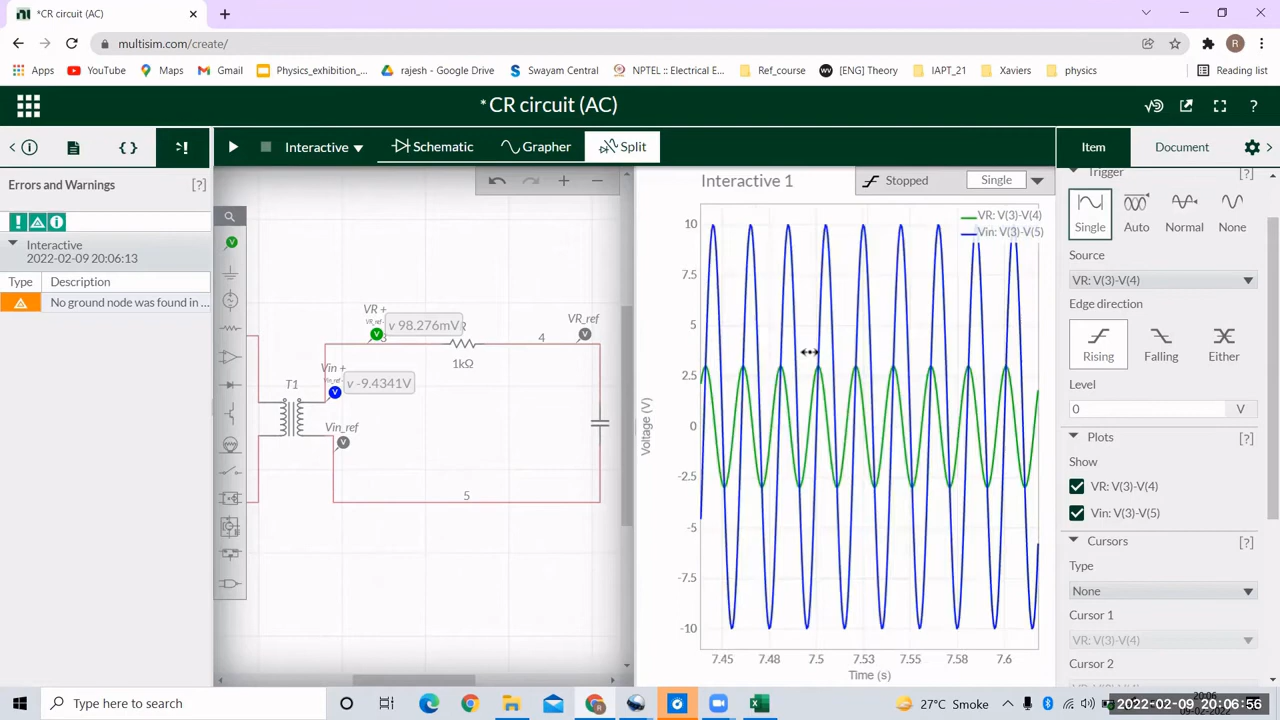 *CR circuit (AC)
multisim.com/create/
Apps YouTube Maps Gmail Physics_exhibition_... rajesh - Google Drive Swayam Central NPTEL :: Electrical E... Ref_course [ENG] Theory IAPT_21 Xaviers physics Reading list
*CR circuit (AC)
Interactive Schematic Grapher Split Item Document
Errors and Warnings [?]
Interactive
2022-02-09 20:06:13
Type Description
No ground node was found in ...
VR +
v 98.276mV
3
1kΩ
4
VR_ref
Vin +
v -9.4341V
Vin_ref
T1
5
Interactive 1
Stopped Single
VR: V(3)-V(4)
Vin: V(3)-V(5)
10
7.5
5
2.5
0
-2.5
-5
-7.5
-10
Voltage (V)
7.45 7.48 7.5 7.53 7.55 7.58 7.6
Time (s)
Trigger [?]
Single Auto Normal None
Source
VR: V(3)-V(4)
Edge direction
Rising Falling Either
Level
0 V
Plots [?]
Show
VR: V(3)-V(4)
Vin: V(3)-V(5)
Cursors [?]
Type
None
Cursor 1
VR: V(3)-V(4)
Cursor 2
Type here to search
27°C Smoke
20:06
2022-02-09 20:06:56